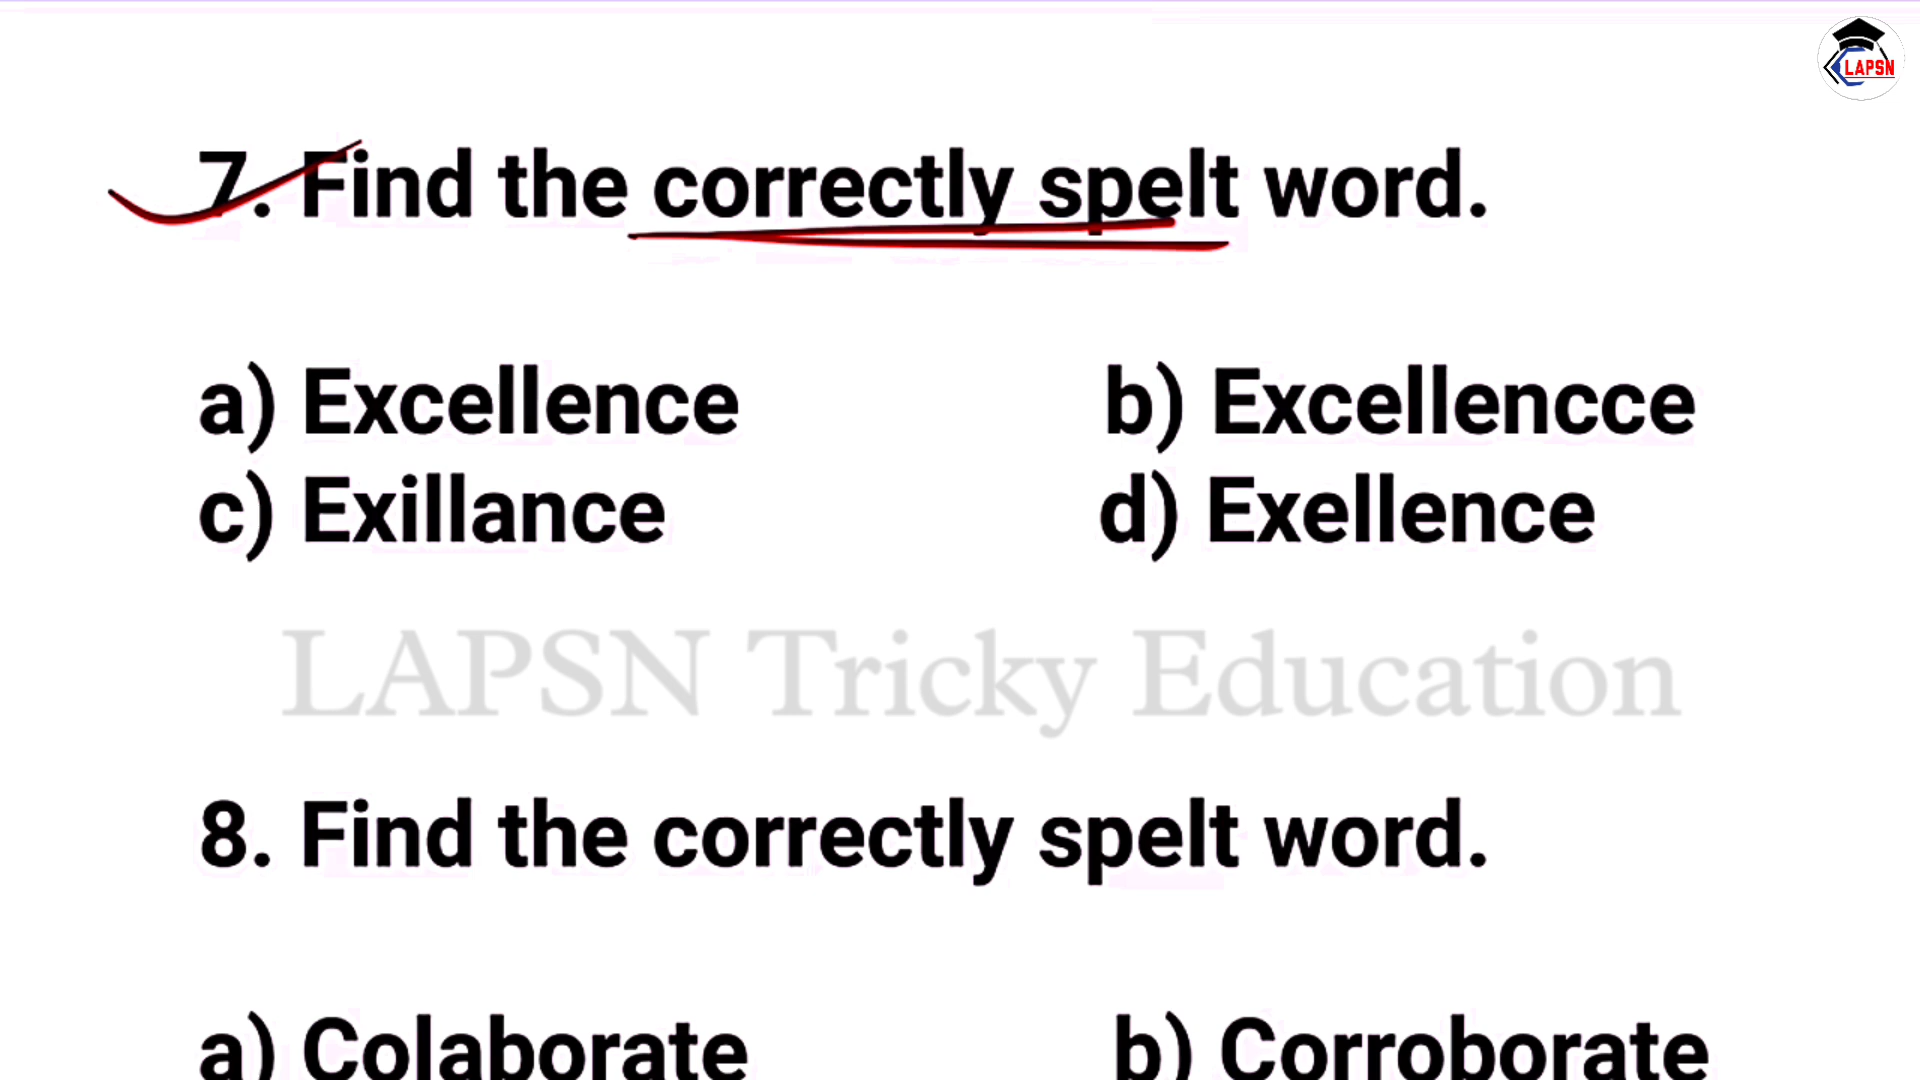 LAPSN
7. Find the correctly spelt word.
a) Excellence b) Excellencce
c) Exillance d) Exellence
LAPSN Tricky Education
8. Find the correctly spelt word.
a) Colaborate b) Corroborate